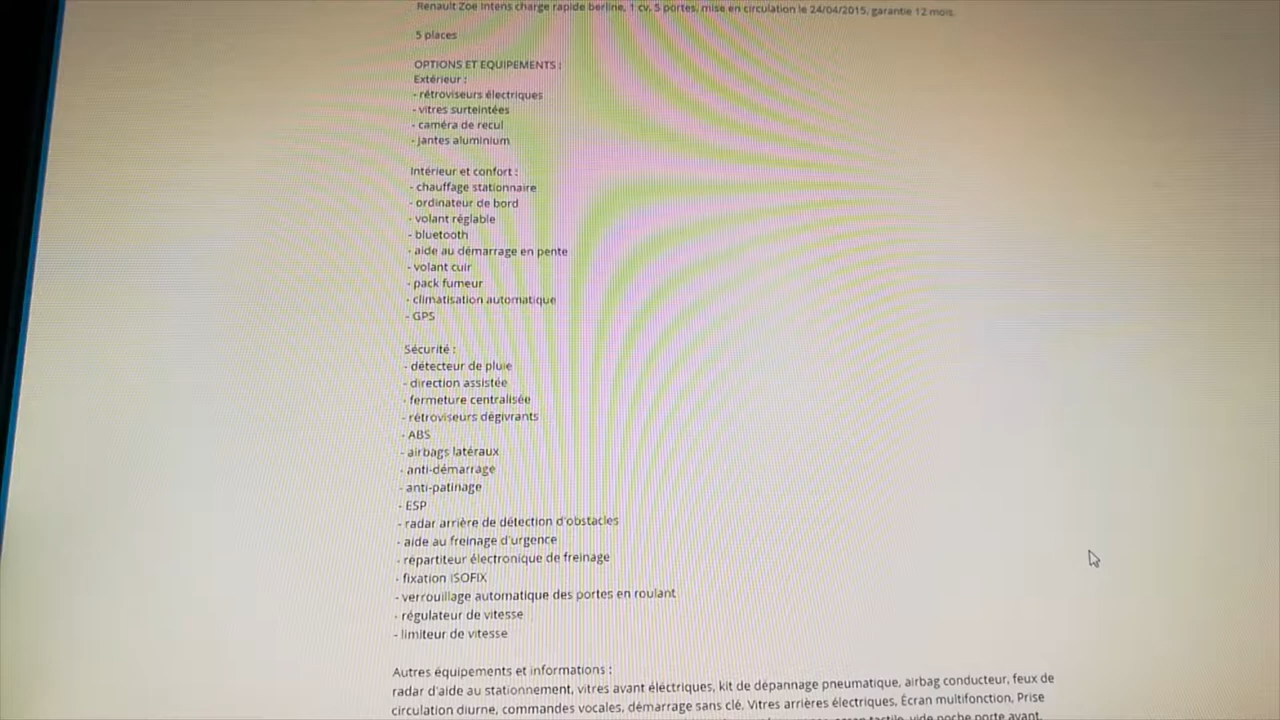 Renault Zoe Intens charge rapide berline, 1 cv, 5 portes, mise en circulation le 24/04/2015, garantie 12 mois.
5 places
OPTIONS ET EQUIPEMENTS :
Extérieur :
- rétroviseurs électriques
- vitres surteintées
- caméra de recul
- jantes aluminium
Intérieur et confort :
- chauffage stationnaire
- ordinateur de bord
- volant réglable
- bluetooth
- aide au démarrage en pente
- volant cuir
- pack fumeur
- climatisation automatique
- GPS
Sécurité :
- détecteur de pluie
- direction assistée
- fermeture centralisée
- rétroviseurs dégivrants
- ABS
- airbags latéraux
- anti-démarrage
- anti-patinage
- ESP
- radar arrière de détection d'obstacles
- aide au freinage d'urgence
- répartiteur électronique de freinage
- fixation ISOFIX
- verrouillage automatique des portes en roulant
- régulateur de vitesse
- limiteur de vitesse
Autres équipements et informations :
radar d'aide au stationnement, vitres avant éléctriques, kit de dépannage pneumatique, airbag conducteur, feux de
circulation diurne, commandes vocales, démarrage sans clé, Vitres arrières électriques, Écran multifonction, Prise
tactile, vide poche porte avant,